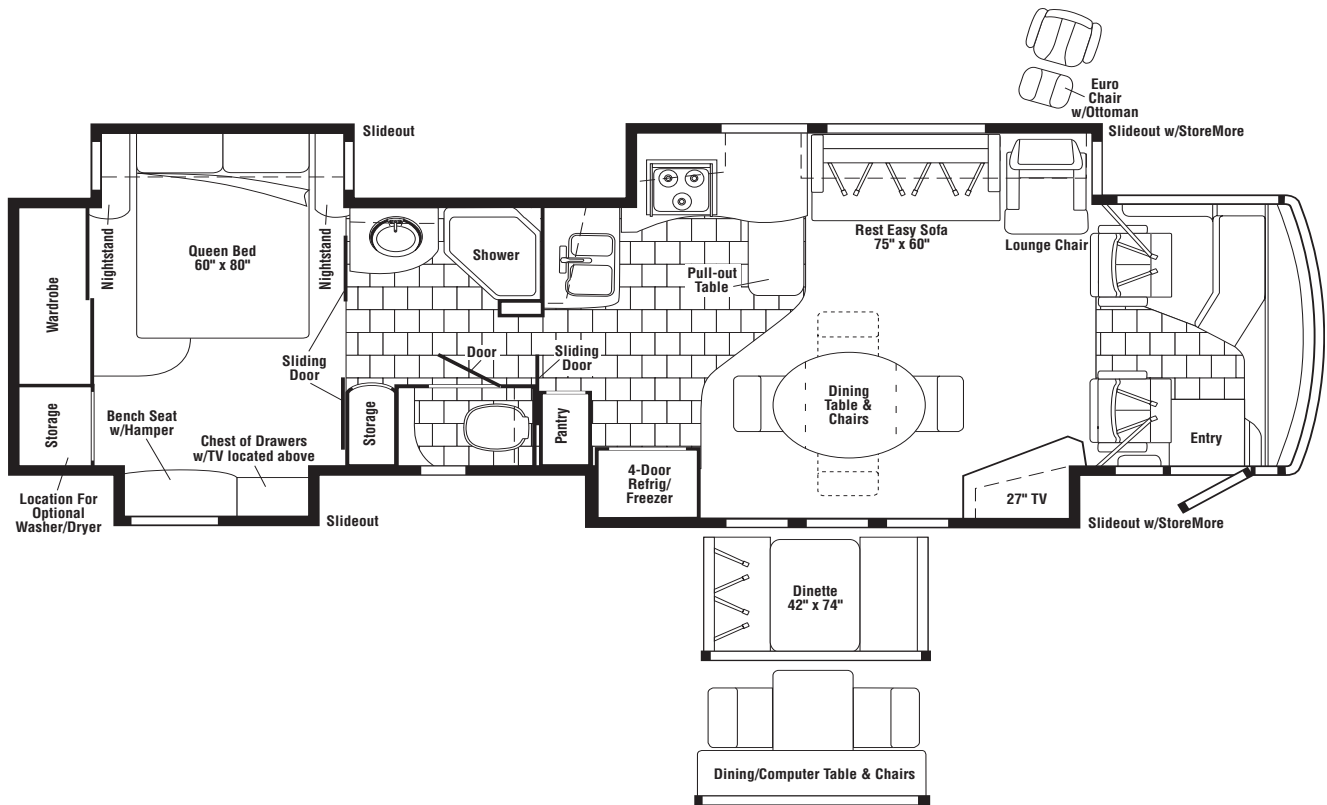 Euro
Chair
w/Ottoman
Slideout
Slideout w/StoreMore
Nightstand
Queen Bed
60" x 80"
Nightstand
Wardrobe
Shower
Rest Easy Sofa
75" x 60"
Lounge Chair
Pull-out
Table
Sliding
Door
Door
Sliding
Door
Dining
Table &
Chairs
Storage
Bench Seat
w/Hamper
Chest of Drawers
w/TV located above
Storage
Pantry
4-Door
Refrig/
Freezer
27" TV
Entry
Location For
Optional
Washer/Dryer
Slideout
Slideout w/StoreMore
Dinette
42" x 74"
Dining/Computer Table & Chairs